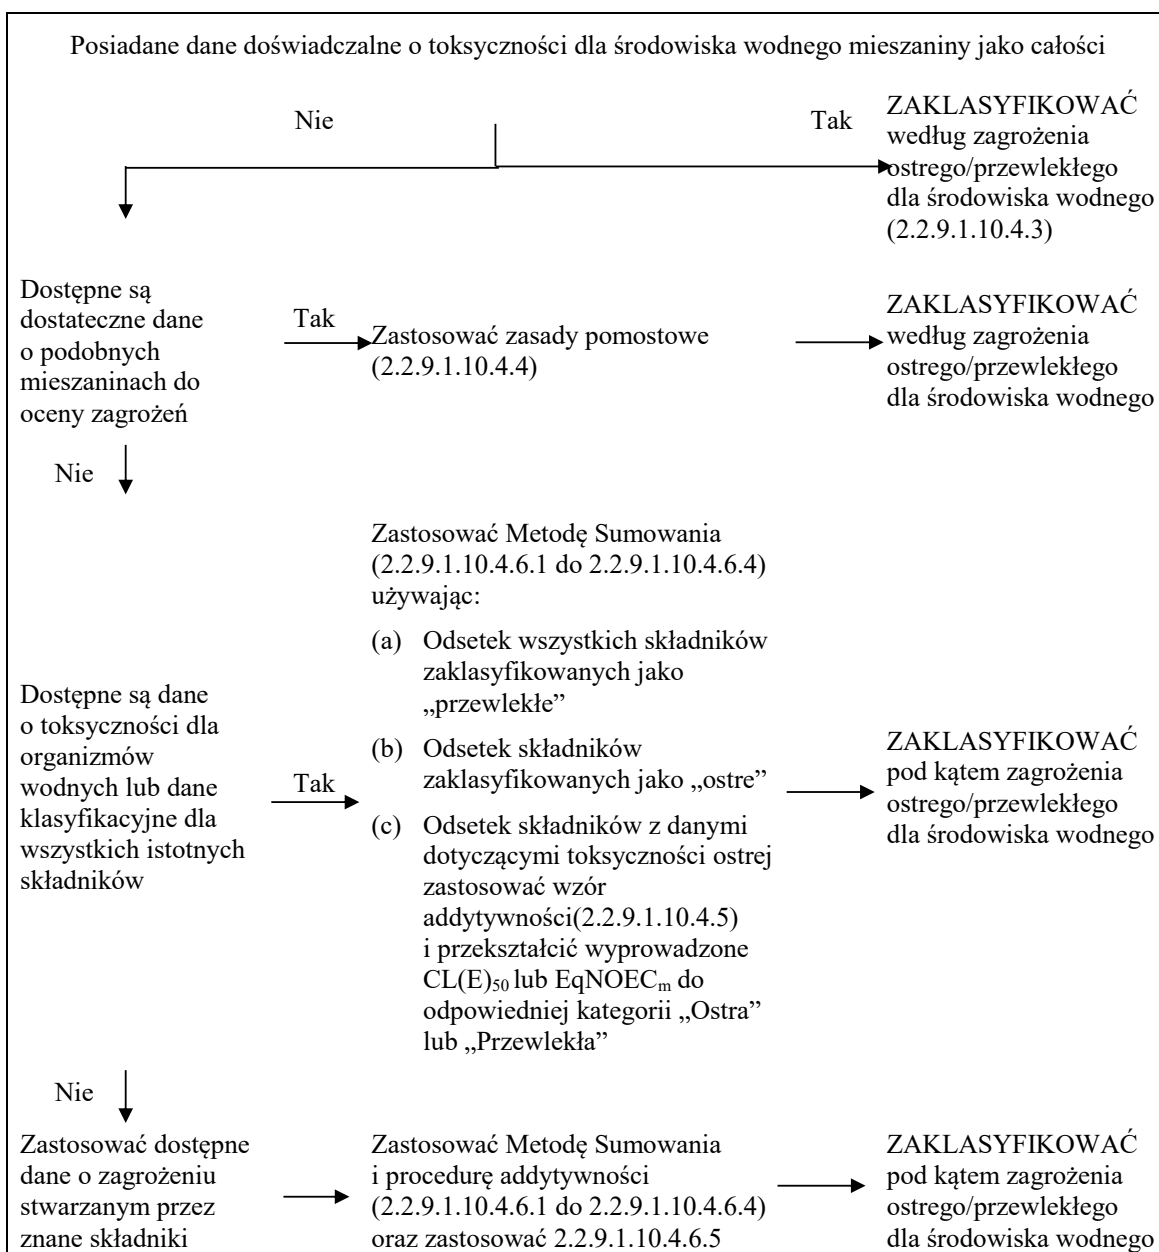 Posiadane dane doświadczalne o toksyczności dla środowiska wodnego mieszaniny jako całości
Nie
Tak
ZAKLASYFIKOWAĆ
według zagrożenia
ostrego/przewlekłego
dla środowiska wodnego
(2.2.9.1.10.4.3)
Dostępne są
dostateczne dane
o podobnych
mieszaninach do
oceny zagrożeń
Tak
Zastosować zasady pomostowe
(2.2.9.1.10.4.4)
ZAKLASYFIKOWAĆ
według zagrożenia
ostrego/przewlekłego
dla środowiska wodnego
Nie
Dostępne są dane
o toksyczności dla
organizmów
wodnych lub dane
klasyfikacyjne dla
wszystkich istotnych
składników
Tak
Zastosować Metodę Sumowania
(2.2.9.1.10.4.6.1 do 2.2.9.1.10.4.6.4)
używając:
(a) Odsetek wszystkich składników
zaklasyfikowanych jako
„przewlekłe”
(b) Odsetek składników
zaklasyfikowanych jako „ostre”
(c) Odsetek składników z danymi
dotyczącymi toksyczności ostrej
zastosować wzór
addytywności(2.2.9.1.10.4.5)
i przekształcić wyprowadzone
CL(E)₅₀ lub EqNOECₘ do
odpowiedniej kategorii „Ostra”
lub „Przewlekła”
ZAKLASYFIKOWAĆ
pod kątem zagrożenia
ostrego/przewlekłego
dla środowiska wodnego
Nie
Zastosować dostępne
dane o zagrożeniu
stwarzanym przez
znane składniki
Zastosować Metodę Sumowania
i procedurę addytywności
(2.2.9.1.10.4.6.1 do 2.2.9.1.10.4.6.4)
oraz zastosować 2.2.9.1.10.4.6.5
ZAKLASYFIKOWAĆ
pod kątem zagrożenia
ostrego/przewlekłego
dla środowiska wodnego